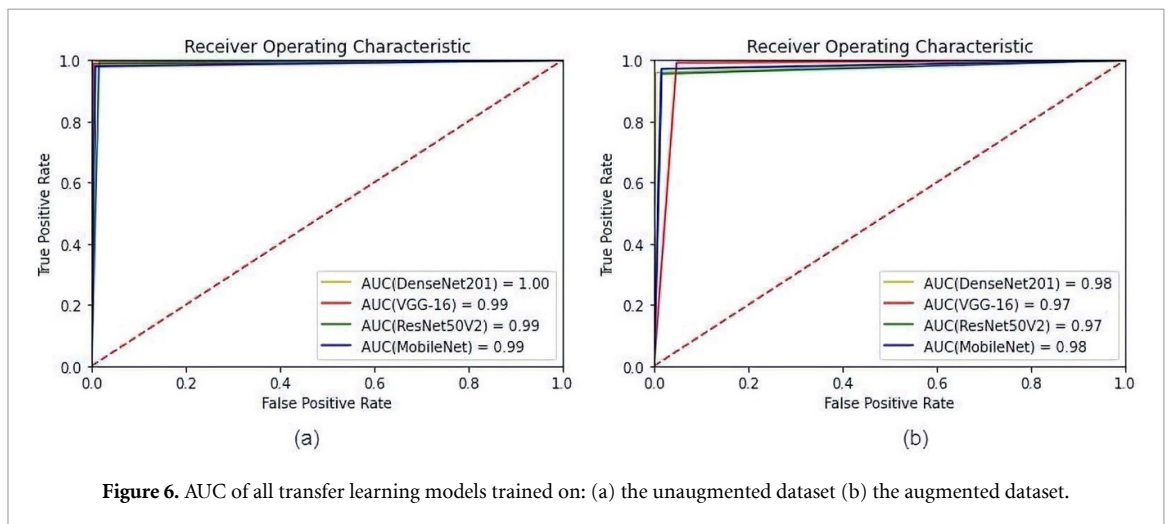 Receiver Operating Characteristic
1.0
0.8
0.6
0.4
0.2
0.0
True Positive Rate
AUC(DenseNet201) = 1.00
AUC(VGG-16) = 0.99
AUC(ResNet50V2) = 0.99
AUC(MobileNet) = 0.99
0.0 0.2 0.4 0.6 0.8 1.0
False Positive Rate
(a)
Receiver Operating Characteristic
1.0
0.8
0.6
0.4
0.2
0.0
True Positive Rate
AUC(DenseNet201) = 0.98
AUC(VGG-16) = 0.97
AUC(ResNet50V2) = 0.97
AUC(MobileNet) = 0.98
0.0 0.2 0.4 0.6 0.8 1.0
False Positive Rate
(b)
Figure 6. AUC of all transfer learning models trained on: (a) the unaugmented dataset (b) the augmented dataset.